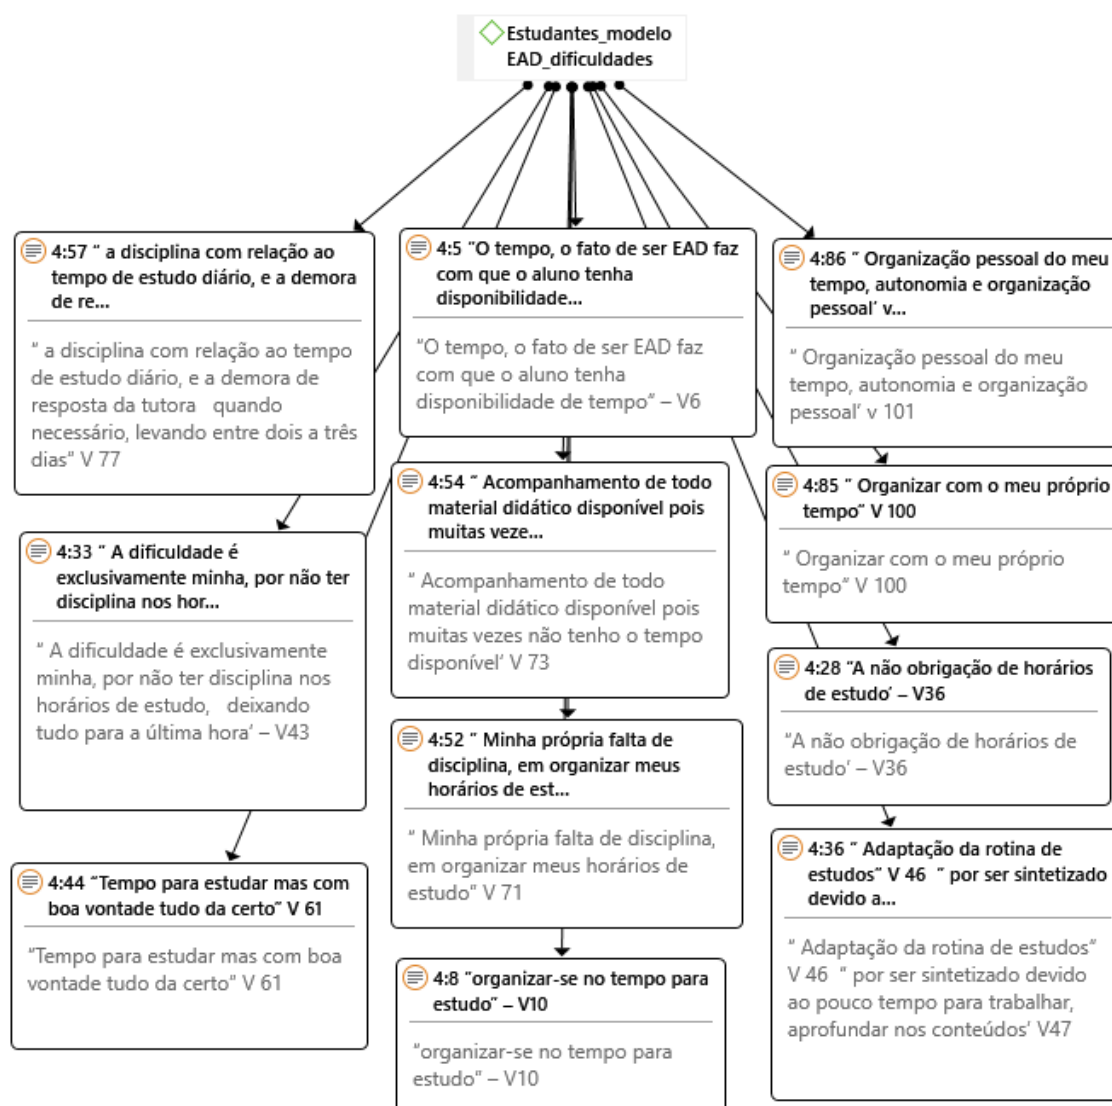 Estudantes_modelo
EAD_dificuldades
4:57 “ a disciplina com relação ao
tempo de estudo diário, e a demora
de re...
“ a disciplina com relação ao tempo
de estudo diário, e a demora de
resposta da tutora quando
necessário, levando entre dois a três
dias” V 77
4:33 “ A dificuldade é
exclusivamente minha, por não ter
disciplina nos hor...
“ A dificuldade é exclusivamente
minha, por não ter disciplina nos
horários de estudo, deixando
tudo para a última hora’ – V43
4:44 “Tempo para estudar mas com
boa vontade tudo da certo” V 61
“Tempo para estudar mas com boa
vontade tudo da certo” V 61
4:5 “O tempo, o fato de ser EAD faz
com que o aluno tenha
disponibilidade...
“O tempo, o fato de ser EAD faz
com que o aluno tenha
disponibilidade de tempo” – V6
4:54 “ Acompanhamento de todo
material didático disponível pois
muitas veze...
“ Acompanhamento de todo
material didático disponível pois
muitas vezes não tenho o tempo
disponível’ V 73
4:52 “ Minha própria falta de
disciplina, em organizar meus
horários de est...
“ Minha própria falta de disciplina,
em organizar meus horários de
estudo” V 71
4:8 “organizar-se no tempo para
estudo” – V10
“organizar-se no tempo para
estudo” – V10
4:86 “ Organização pessoal do meu
tempo, autonomia e organização
pessoal’ v...
“ Organização pessoal do meu
tempo, autonomia e organização
pessoal’ v 101
4:85 “ Organizar com o meu próprio
tempo” V 100
“ Organizar com o meu próprio
tempo” V 100
4:28 “A não obrigação de horários
de estudo’ – V36
“A não obrigação de horários de
estudo’ – V36
4:36 “ Adaptação da rotina de
estudos” V 46 “ por ser sintetizado
devido a...
“ Adaptação da rotina de estudos”
V 46 “ por ser sintetizado devido
ao pouco tempo para trabalhar,
aprofundar nos conteúdos’ V47